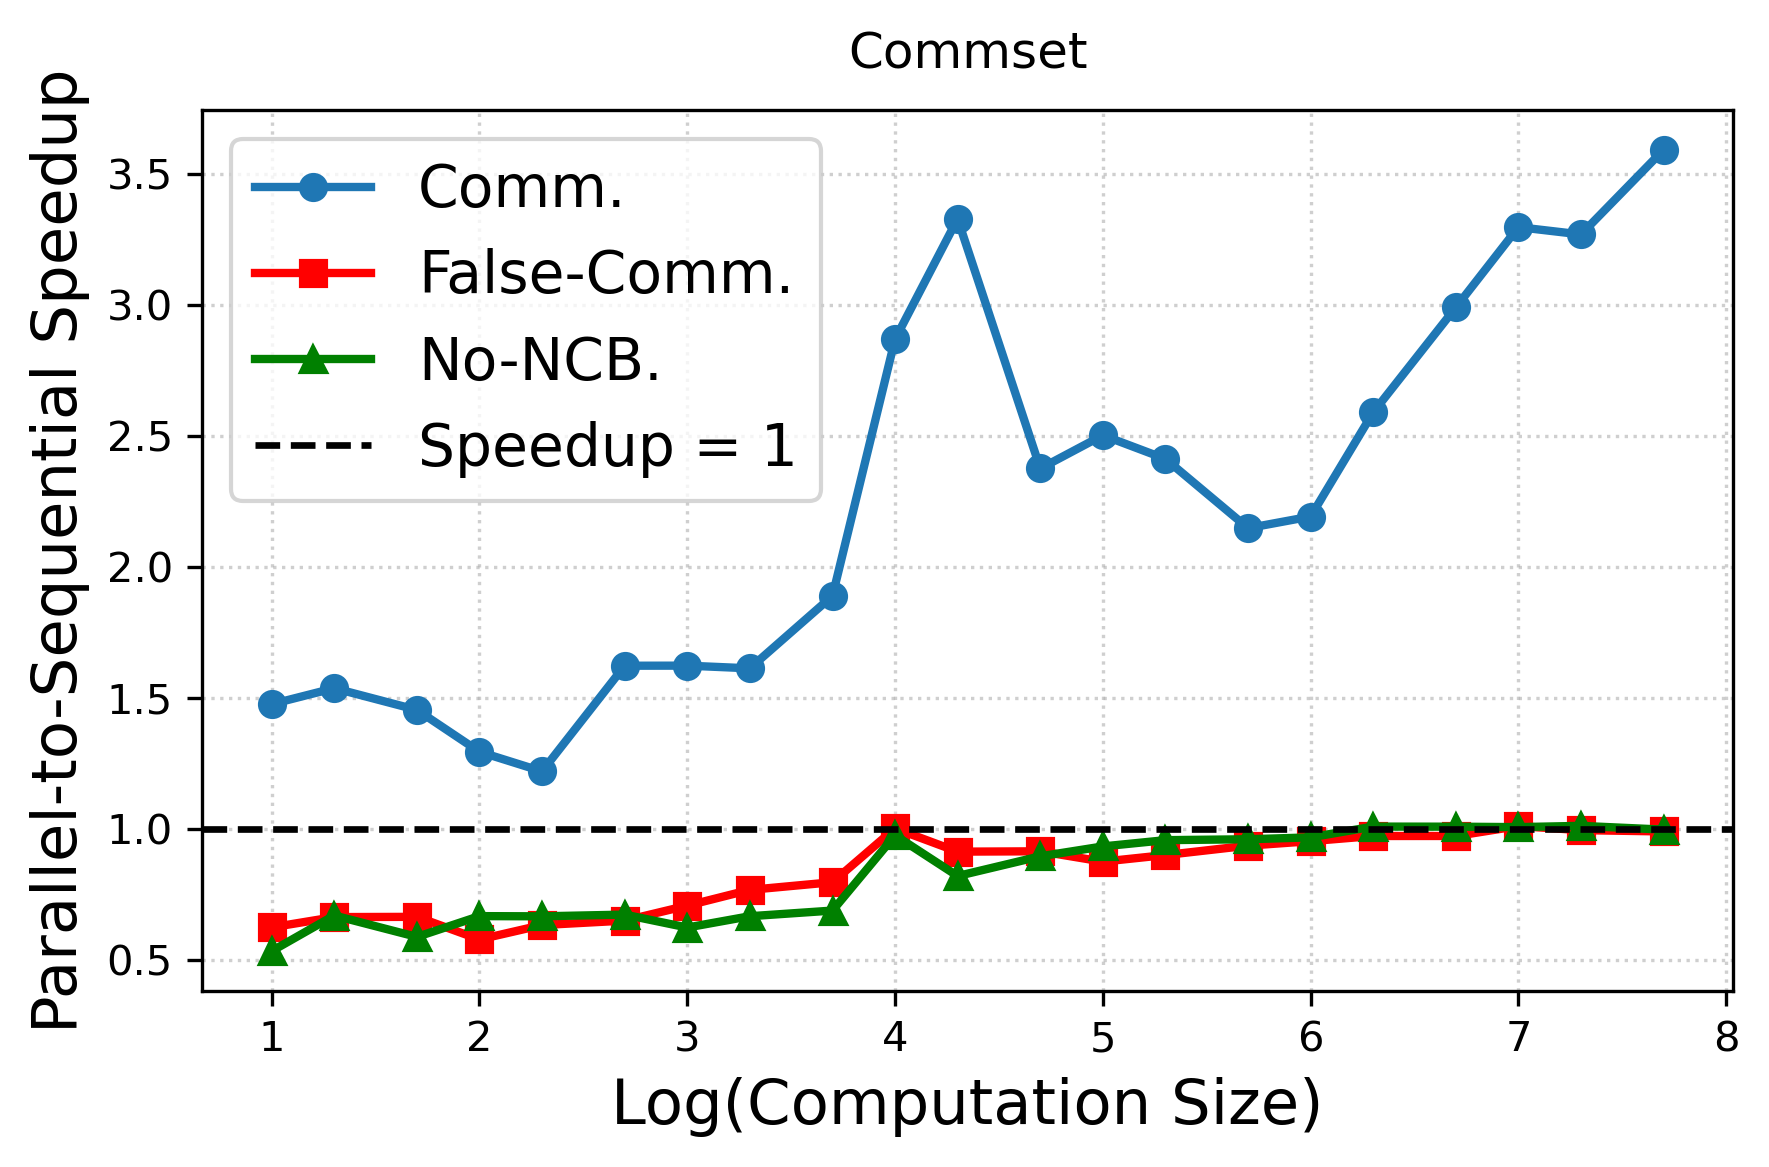 Commset
Parallel-to-Sequential Speedup
3.5
3.0
2.5
2.0
1.5
1.0
0.5
Comm.
False-Comm.
No-NCB.
Speedup = 1
1 2 3 4 5 6 7 8
Log(Computation Size)